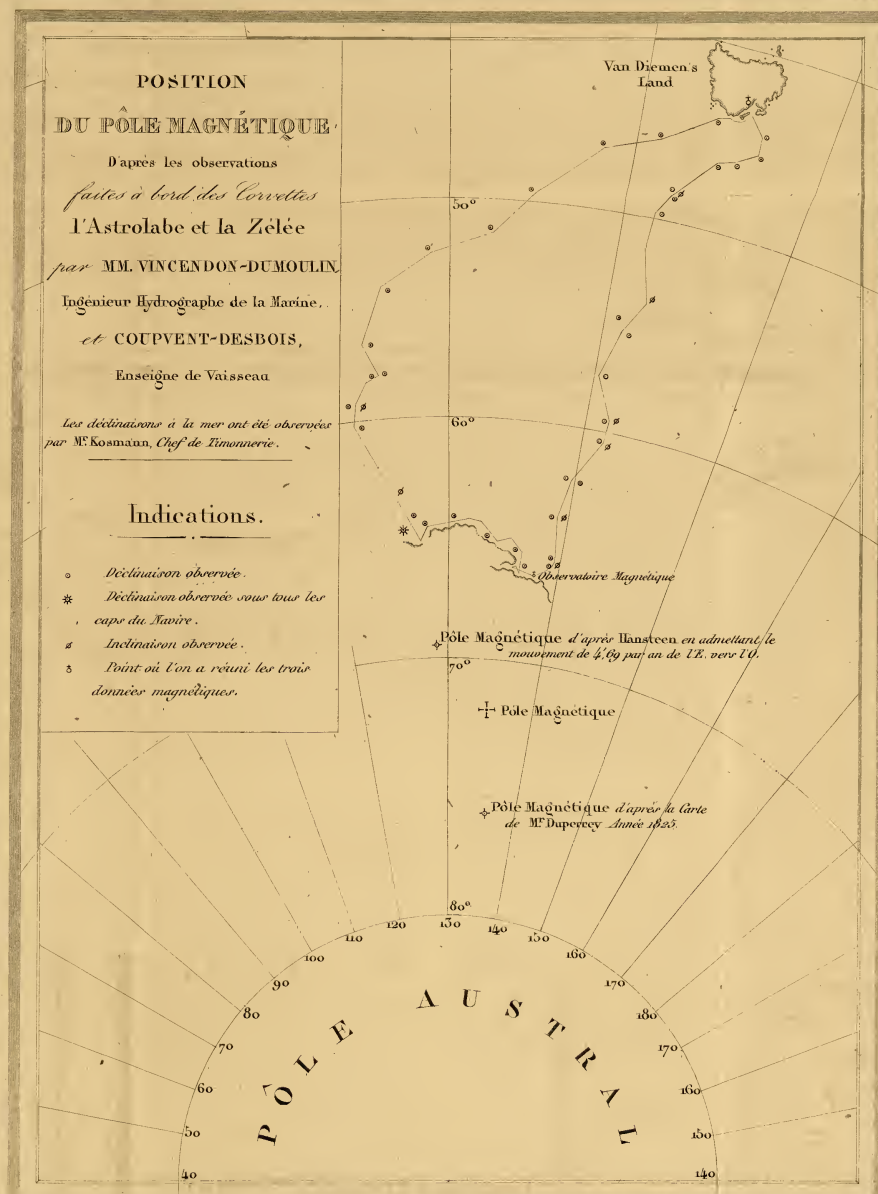 POSITION
DU PÔLE MAGNÉTIQUE
D'aprés les observations
faites à bord des Corvettes
l'Astrolabe et la Zélée
par MM. VINCENDON-DUMOULIN,
Ingénieur Hydrographe de la Marine,
et COUPVENT-DESBOIS,
Enseigne de Vaisseau
Les déclinaisons à la mer ont été observées
par Mr. Kosmann, Chef de Timonnerie.
Indications.
Déclinaison observée.
Déclinaison observée sous tous les
caps du Navire.
Inclinaison observée.
Point où l'on a réuni les trois
données magnétiques.
Van Diemen's
Land
50°
60°
Observatoire Magnétique
Pôle Magnétique d'après Hansteen en admettant le
mouvement de 4',69 par an de l'E. vers l'O.
70°
Pôle Magnétique
Pôle Magnétique d'aprés la Carte
de Mr. Duperrey Année 1825.
80°
40
50
60
70
80
90
100
110
120
130
140
150
160
170
180
170
160
150
140
PÔLE AUSTRAL